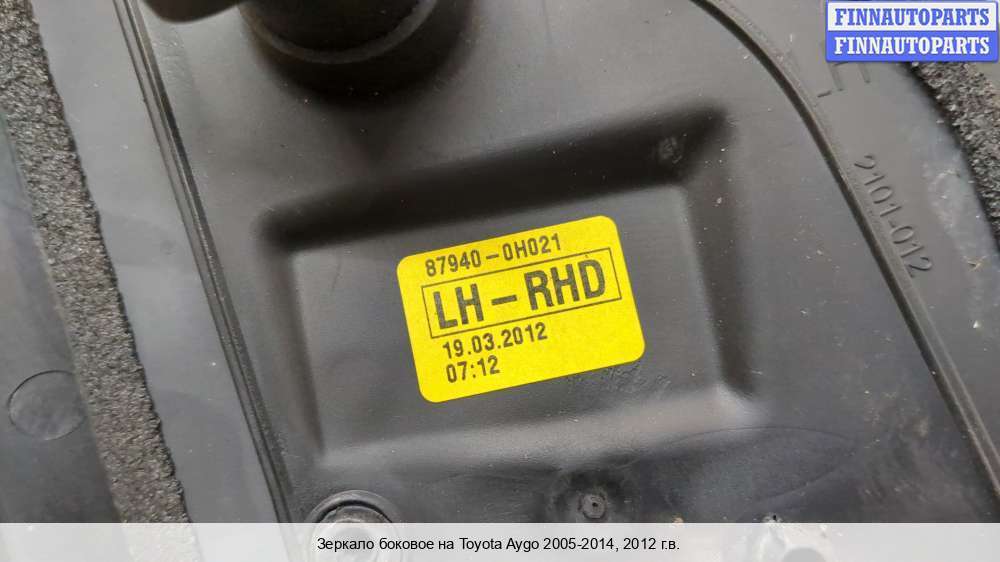 FINNAUTOPARTS
FINNAUTOPARTS
2101-012
87940-0H021
LH-RHD
19.03.2012
07:12
Зеркало боковое на Toyota Aygo 2005-2014, 2012 г.в.